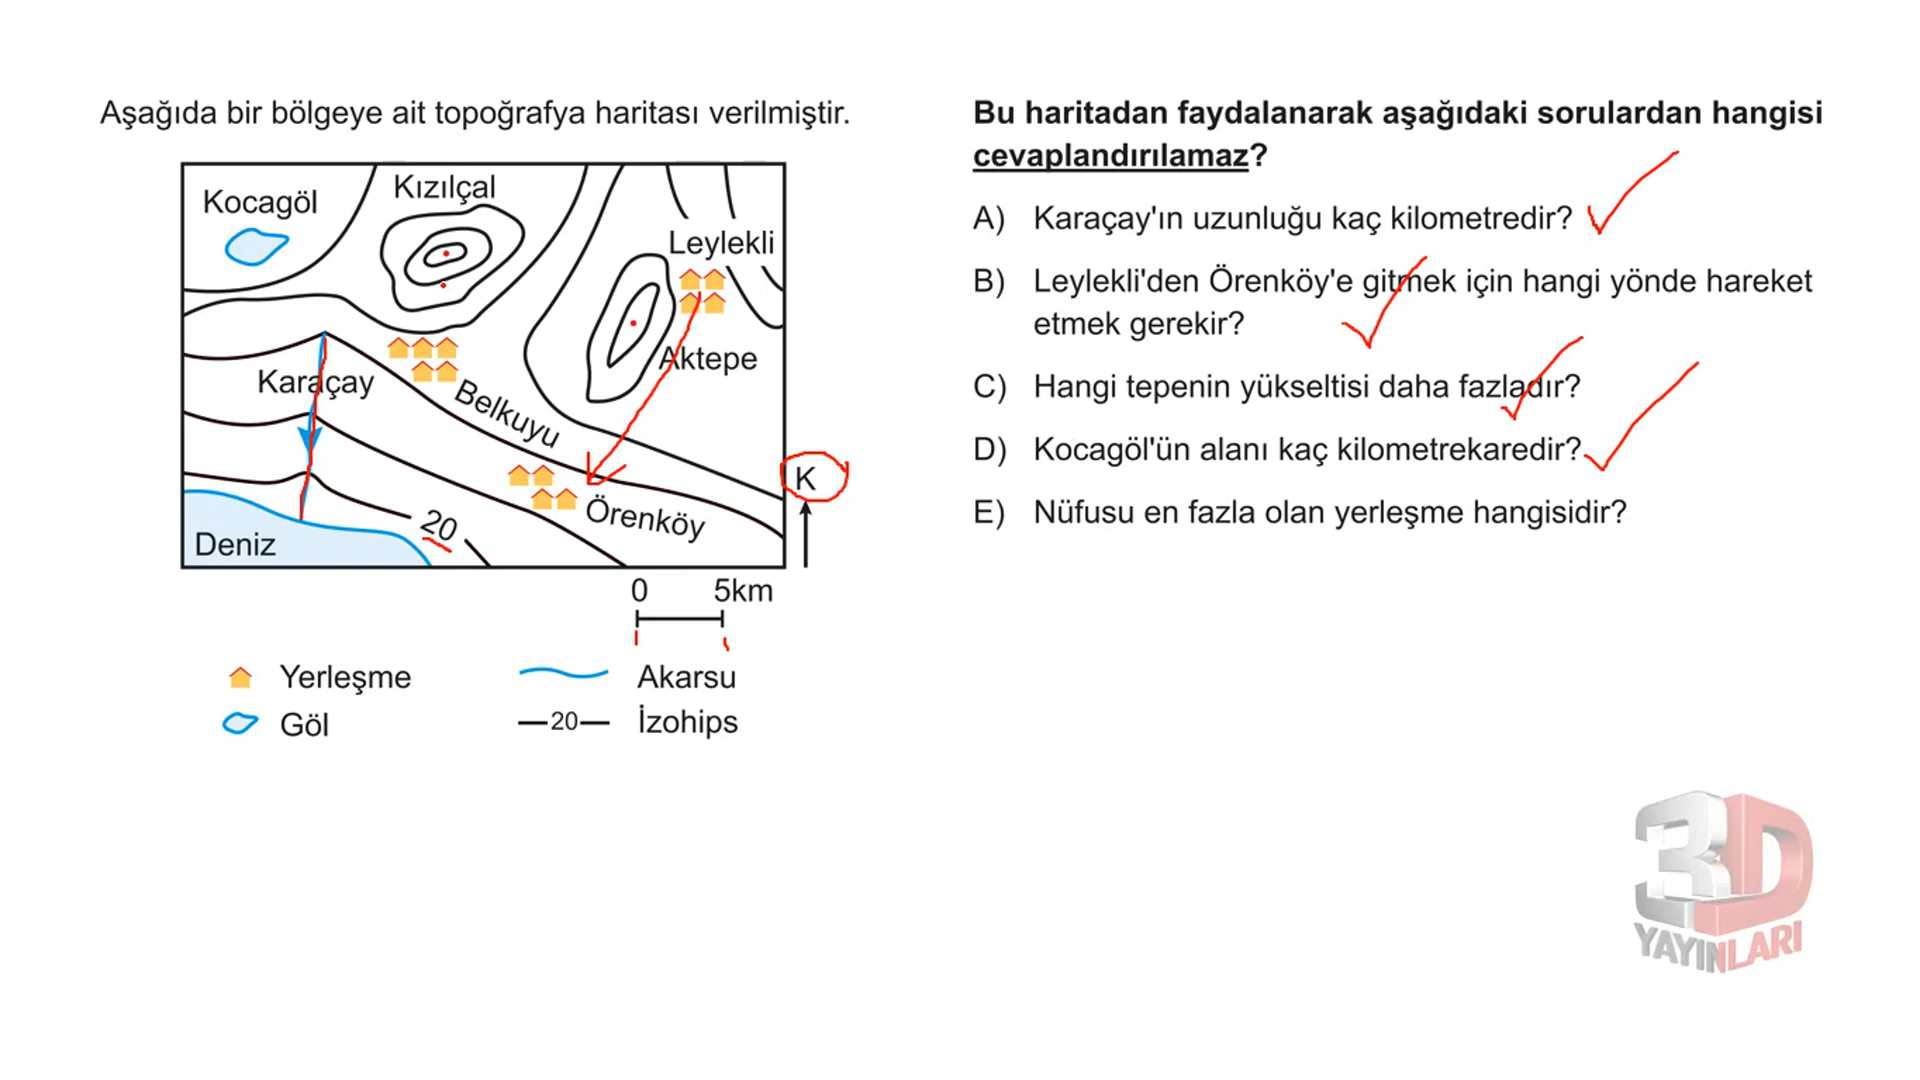 Aşağıda bir bölgeye ait topoğrafya haritası verilmiştir.
Kocagöl
Kızılçal
Leylekli
Aktepe
Karaçay
Belkuyu
Örenköy
20
Deniz
K
0 5km
Yerleşme
Akarsu
Göl
20
İzohips
Bu haritadan faydalanarak aşağıdaki sorulardan hangisi
cevaplandırılamaz?
A) Karaçay'ın uzunluğu kaç kilometredir?
B) Leylekli'den Örenköy'e gitmek için hangi yönde hareket
etmek gerekir?
C) Hangi tepenin yükseltisi daha fazladır?
D) Kocagöl'ün alanı kaç kilometrekaredir?
E) Nüfusu en fazla olan yerleşme hangisidir?
3D
YAYINLARI